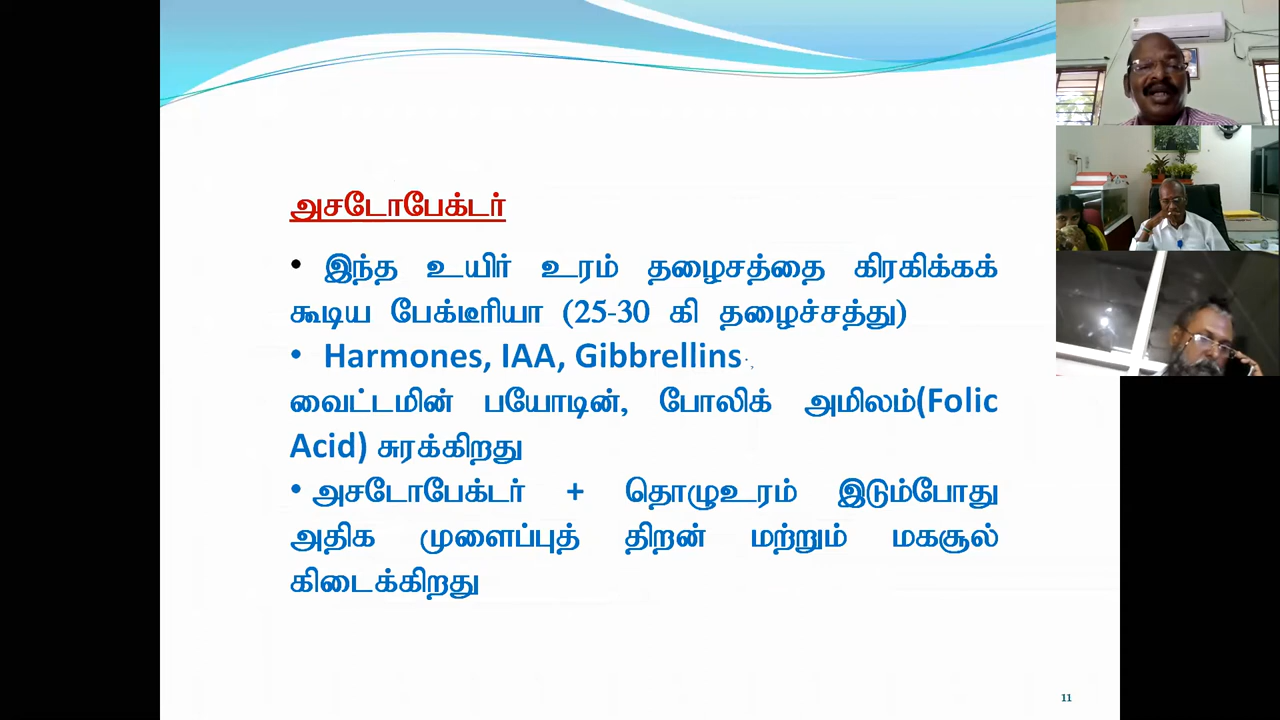 அசடோபேக்டர்
• இந்த உயிர் உரம் தழைசத்தை கிரகிக்கக்
கூடிய பேக்டீரியா (25-30 கி தழைச்சத்து)
• Harmones, IAA, Gibbrellins.,
வைட்டமின் பயோடின், போலிக் அமிலம்(Folic
Acid) சுரக்கிறது
• அசடோபேக்டர் + தொழுஉரம் இடும்போது
அதிக முளைப்புத் திறன் மற்றும் மகசூல்
கிடைக்கிறது
11